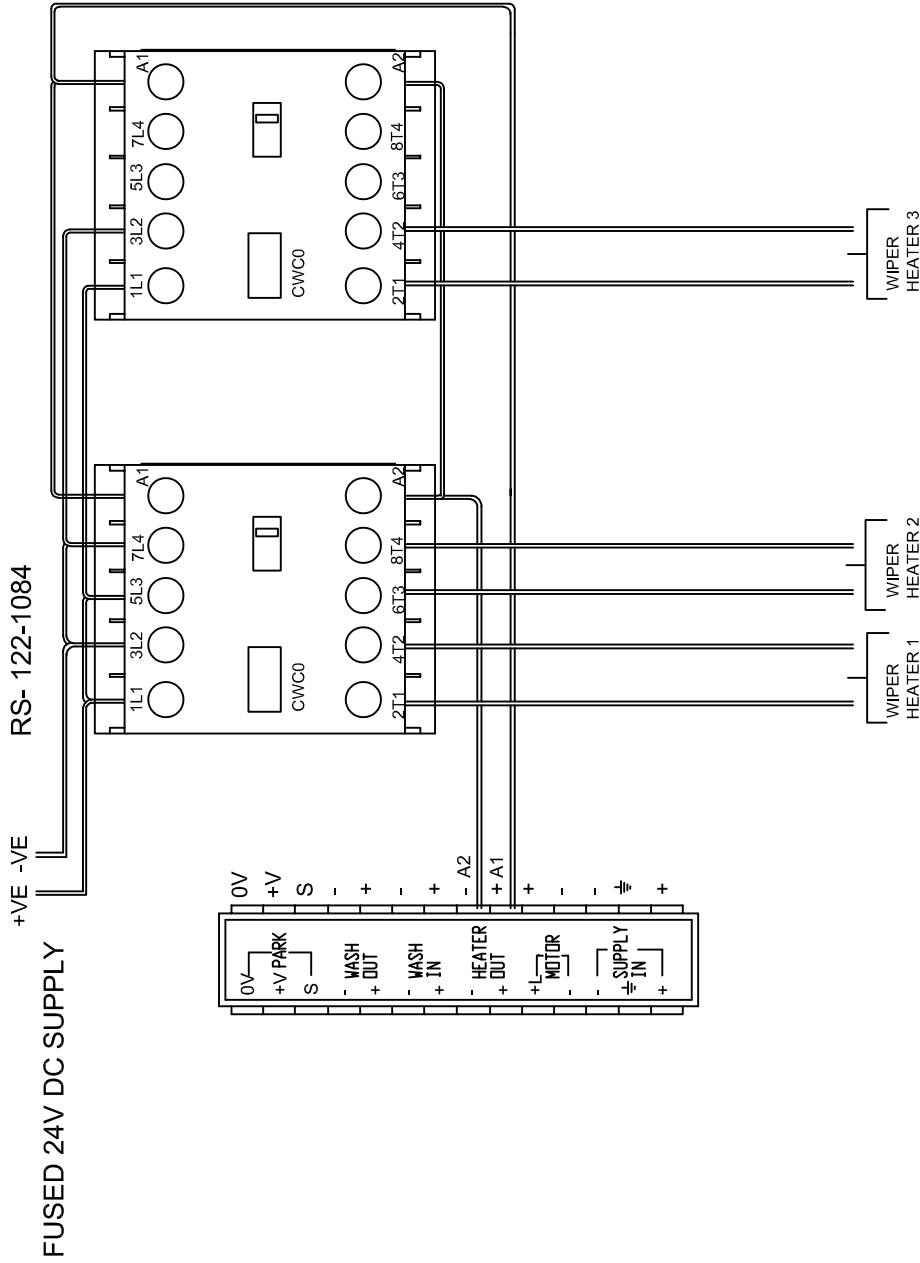 +VE -VE
RS- 122-1084
FUSED 24V DC SUPPLY
1L1 3L2 5L3 7L4 A1
CWC0
2T1 4T2 6T3 8T4 A2
1L1 3L2 5L3 7L4 A1
CWC0
2T1 4T2 6T3 8T4 A2
0V
+V
S
-
+
-
+
- A2
+ A1
+
-
-
+
0V
+V PARK
S
- WASH
+ OUT
- WASH
+ IN
- HEATER
+ OUT
+L
- MOTOR
-
- SUPPLY
IN
+
WIPER
HEATER 1
WIPER
HEATER 2
WIPER
HEATER 3